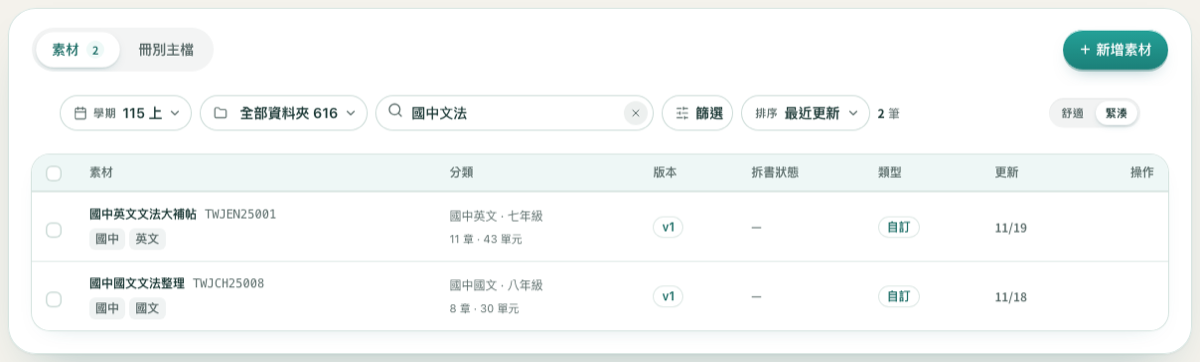 素材 2 冊別主檔 + 新增素材
學期 115 上 全部資料夾 616 國中文法 × 篩選 排序 最近更新 2 筆 舒適 緊湊
素材 分類 版本 拆書狀態 類型 更新 操作
國中英文文法大補帖 TWJEN25001
國中 英文
國中英文 · 七年級
11 章 · 43 單元
v1 — 自訂 11/19
國中國文文法整理 TWJCH25008
國中 國文
國中國文 · 八年級
8 章 · 30 單元
v1 — 自訂 11/18